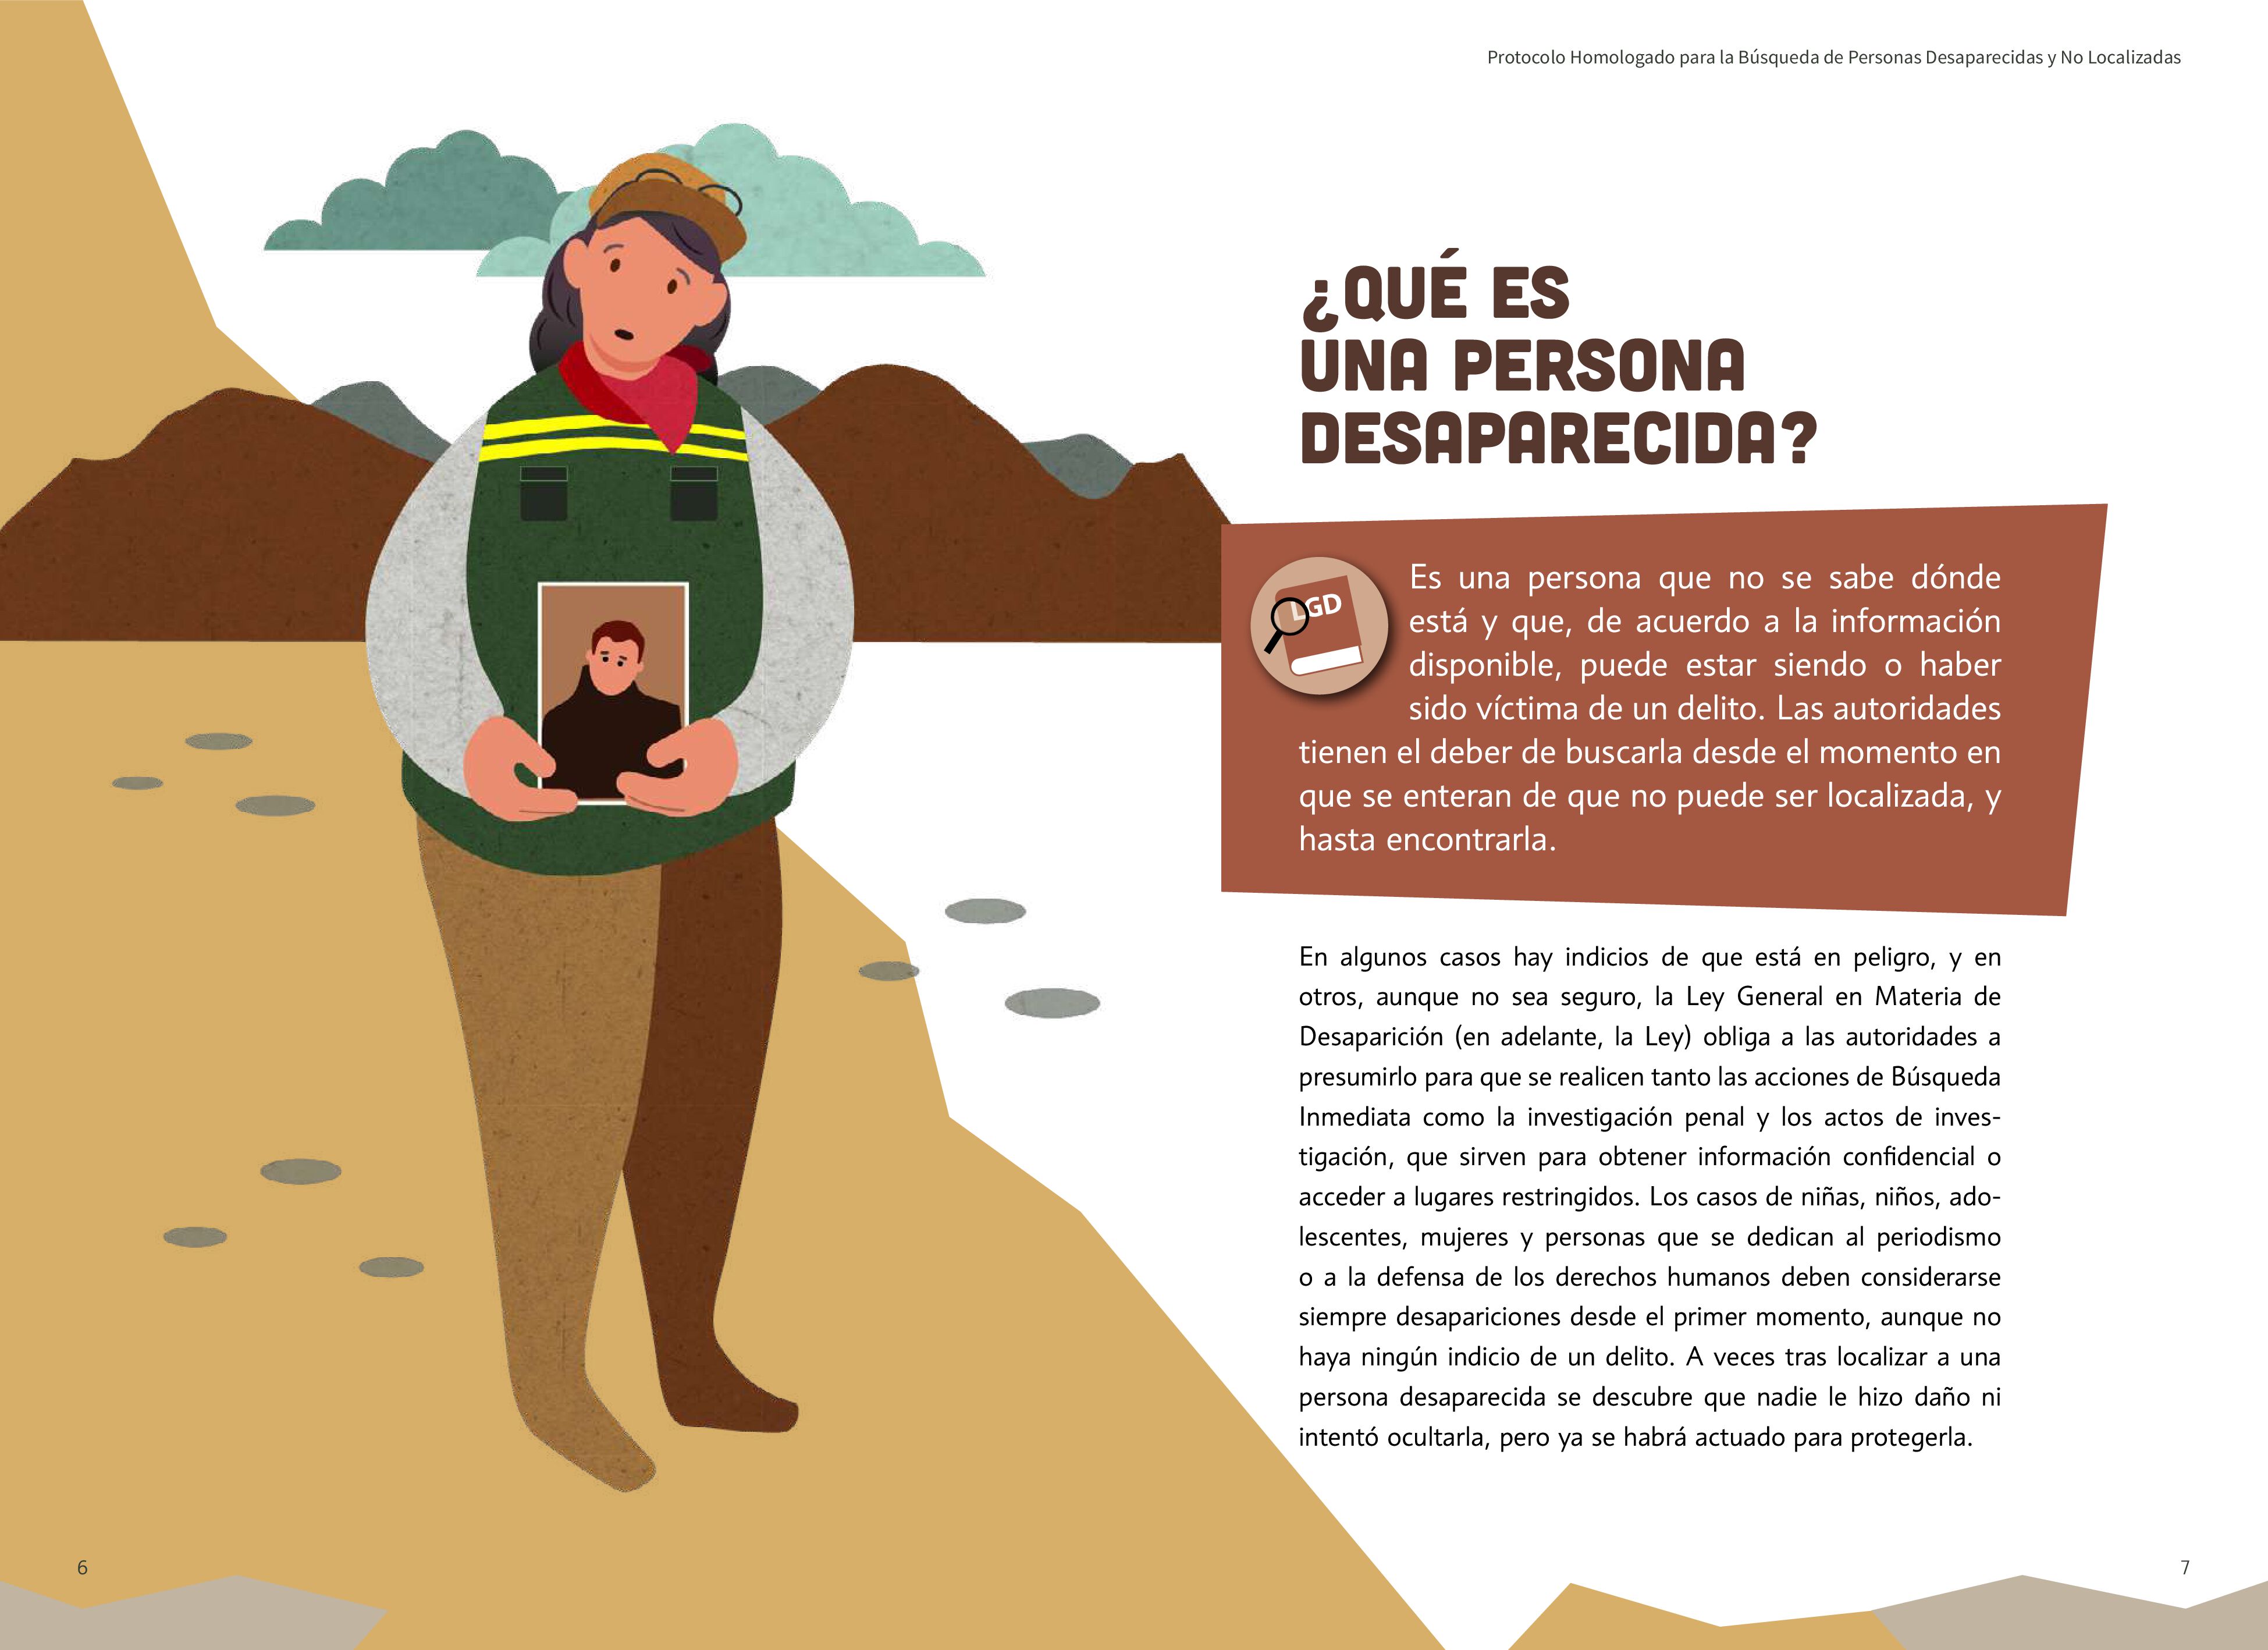 Protocolo Homologado para la Búsqueda de Personas Desaparecidas y No Localizadas
¿QUÉ ES
UNA PERSONA
DESAPARECIDA?
LGD
Es una persona que no se sabe dónde
está y que, de acuerdo a la información
disponible, puede estar siendo o haber
sido víctima de un delito. Las autoridades
tienen el deber de buscarla desde el momento en
que se enteran de que no puede ser localizada, y
hasta encontrarla.
En algunos casos hay indicios de que está en peligro, y en
otros, aunque no sea seguro, la Ley General en Materia de
Desaparición (en adelante, la Ley) obliga a las autoridades a
presumirlo para que se realicen tanto las acciones de Búsqueda
Inmediata como la investigación penal y los actos de inves-
tigación, que sirven para obtener información confidencial o
acceder a lugares restringidos. Los casos de niñas, niños, ado-
lescentes, mujeres y personas que se dedican al periodismo
o a la defensa de los derechos humanos deben considerarse
siempre desapariciones desde el primer momento, aunque no
haya ningún indicio de un delito. A veces tras localizar a una
persona desaparecida se descubre que nadie le hizo daño ni
intentó ocultarla, pero ya se habrá actuado para protegerla.
6
7